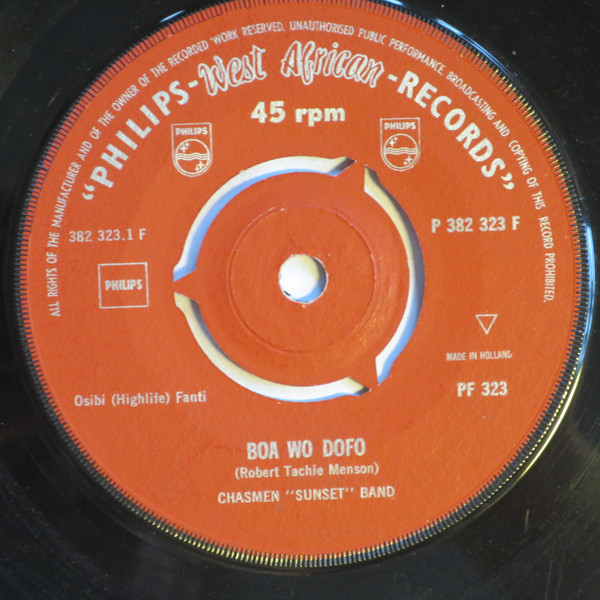 ALL RIGHTS OF THE MANUFACTURER AND OF THE OWNER OF THE RECORDED WORK RESERVED. UNAUTHORISED PUBLIC PERFORMANCE, BROADCASTING AND COPYING OF THIS RECORD PROHIBITED.
"PHILIPS-West African-RECORDS"
45 rpm
PHILIPS
PHILIPS
382 323.1 F
P 382 323 F
PHILIPS
MADE IN HOLLAND
PF 323
Osibi (Highlife) Fanti
BOA WO DOFO
(Robert Tachie Menson)
CHASMEN "SUNSET" BAND